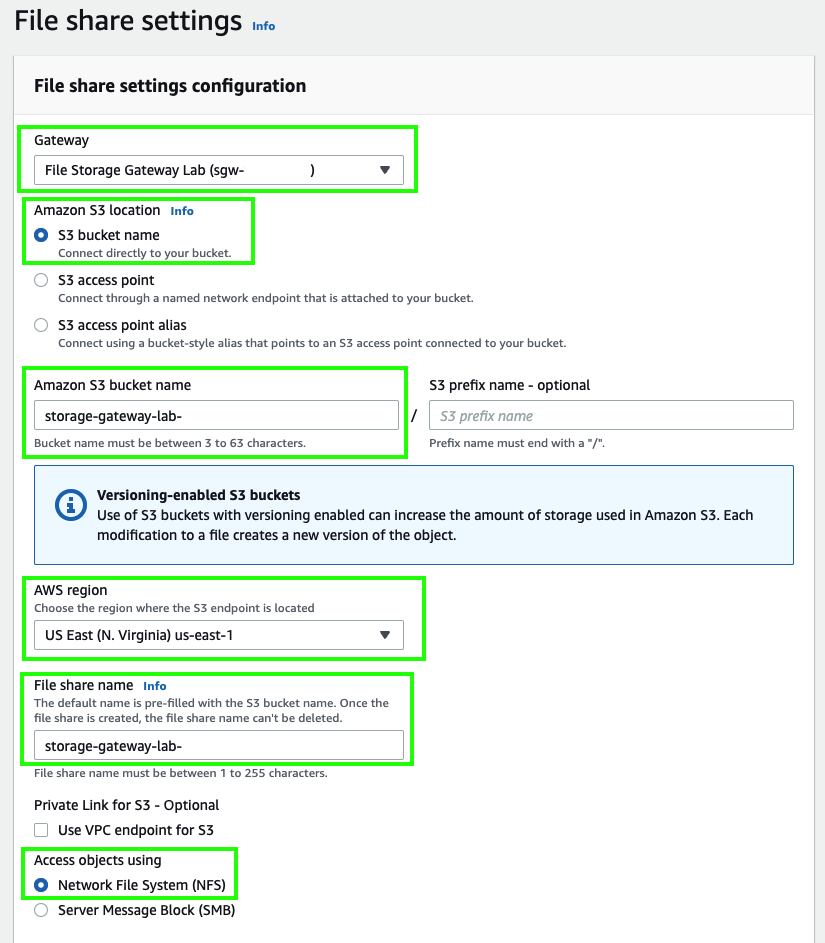 File share settings Info
File share settings configuration
Gateway
File Storage Gateway Lab (sgw- )
Amazon S3 location Info
S3 bucket name
Connect directly to your bucket.
S3 access point
Connect through a named network endpoint that is attached to your bucket.
S3 access point alias
Connect using a bucket-style alias that points to an S3 access point connected to your bucket.
Amazon S3 bucket name
storage-gateway-lab-
Bucket name must be between 3 to 63 characters.
/
S3 prefix name - optional
S3 prefix name
Prefix name must end with a "/".
Versioning-enabled S3 buckets
Use of S3 buckets with versioning enabled can increase the amount of storage used in Amazon S3. Each
modification to a file creates a new version of the object.
AWS region
Choose the region where the S3 endpoint is located
US East (N. Virginia) us-east-1
File share name Info
The default name is pre-filled with the S3 bucket name. Once the
file share is created, the file share name can't be deleted.
storage-gateway-lab-
File share name must be between 1 to 255 characters.
Private Link for S3 - Optional
Use VPC endpoint for S3
Access objects using
Network File System (NFS)
Server Message Block (SMB)